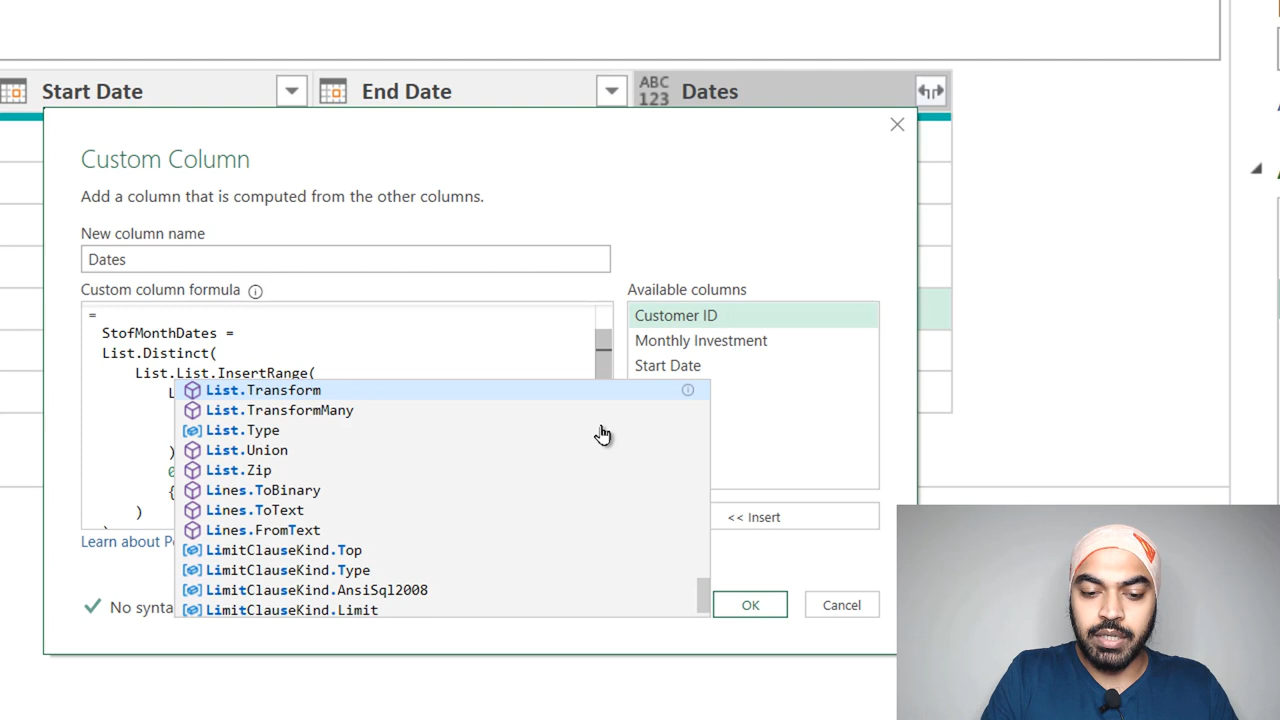 Start Date
End Date
ABC
123
Dates
Custom Column
Add a column that is computed from the other columns.
New column name
Dates
Custom column formula
Available columns
=
StofMonthDates =
List.Distinct(
List.List.InsertRange(
L
)
0
{
)
)
List.Transform
List.TransformMany
List.Type
List.Union
List.Zip
Lines.ToBinary
Lines.ToText
Lines.FromText
LimitClauseKind.Top
LimitClauseKind.Type
LimitClauseKind.AnsiSql2008
LimitClauseKind.Limit
Customer ID
Monthly Investment
Start Date
<< Insert
Learn about
No synta
OK
Cancel